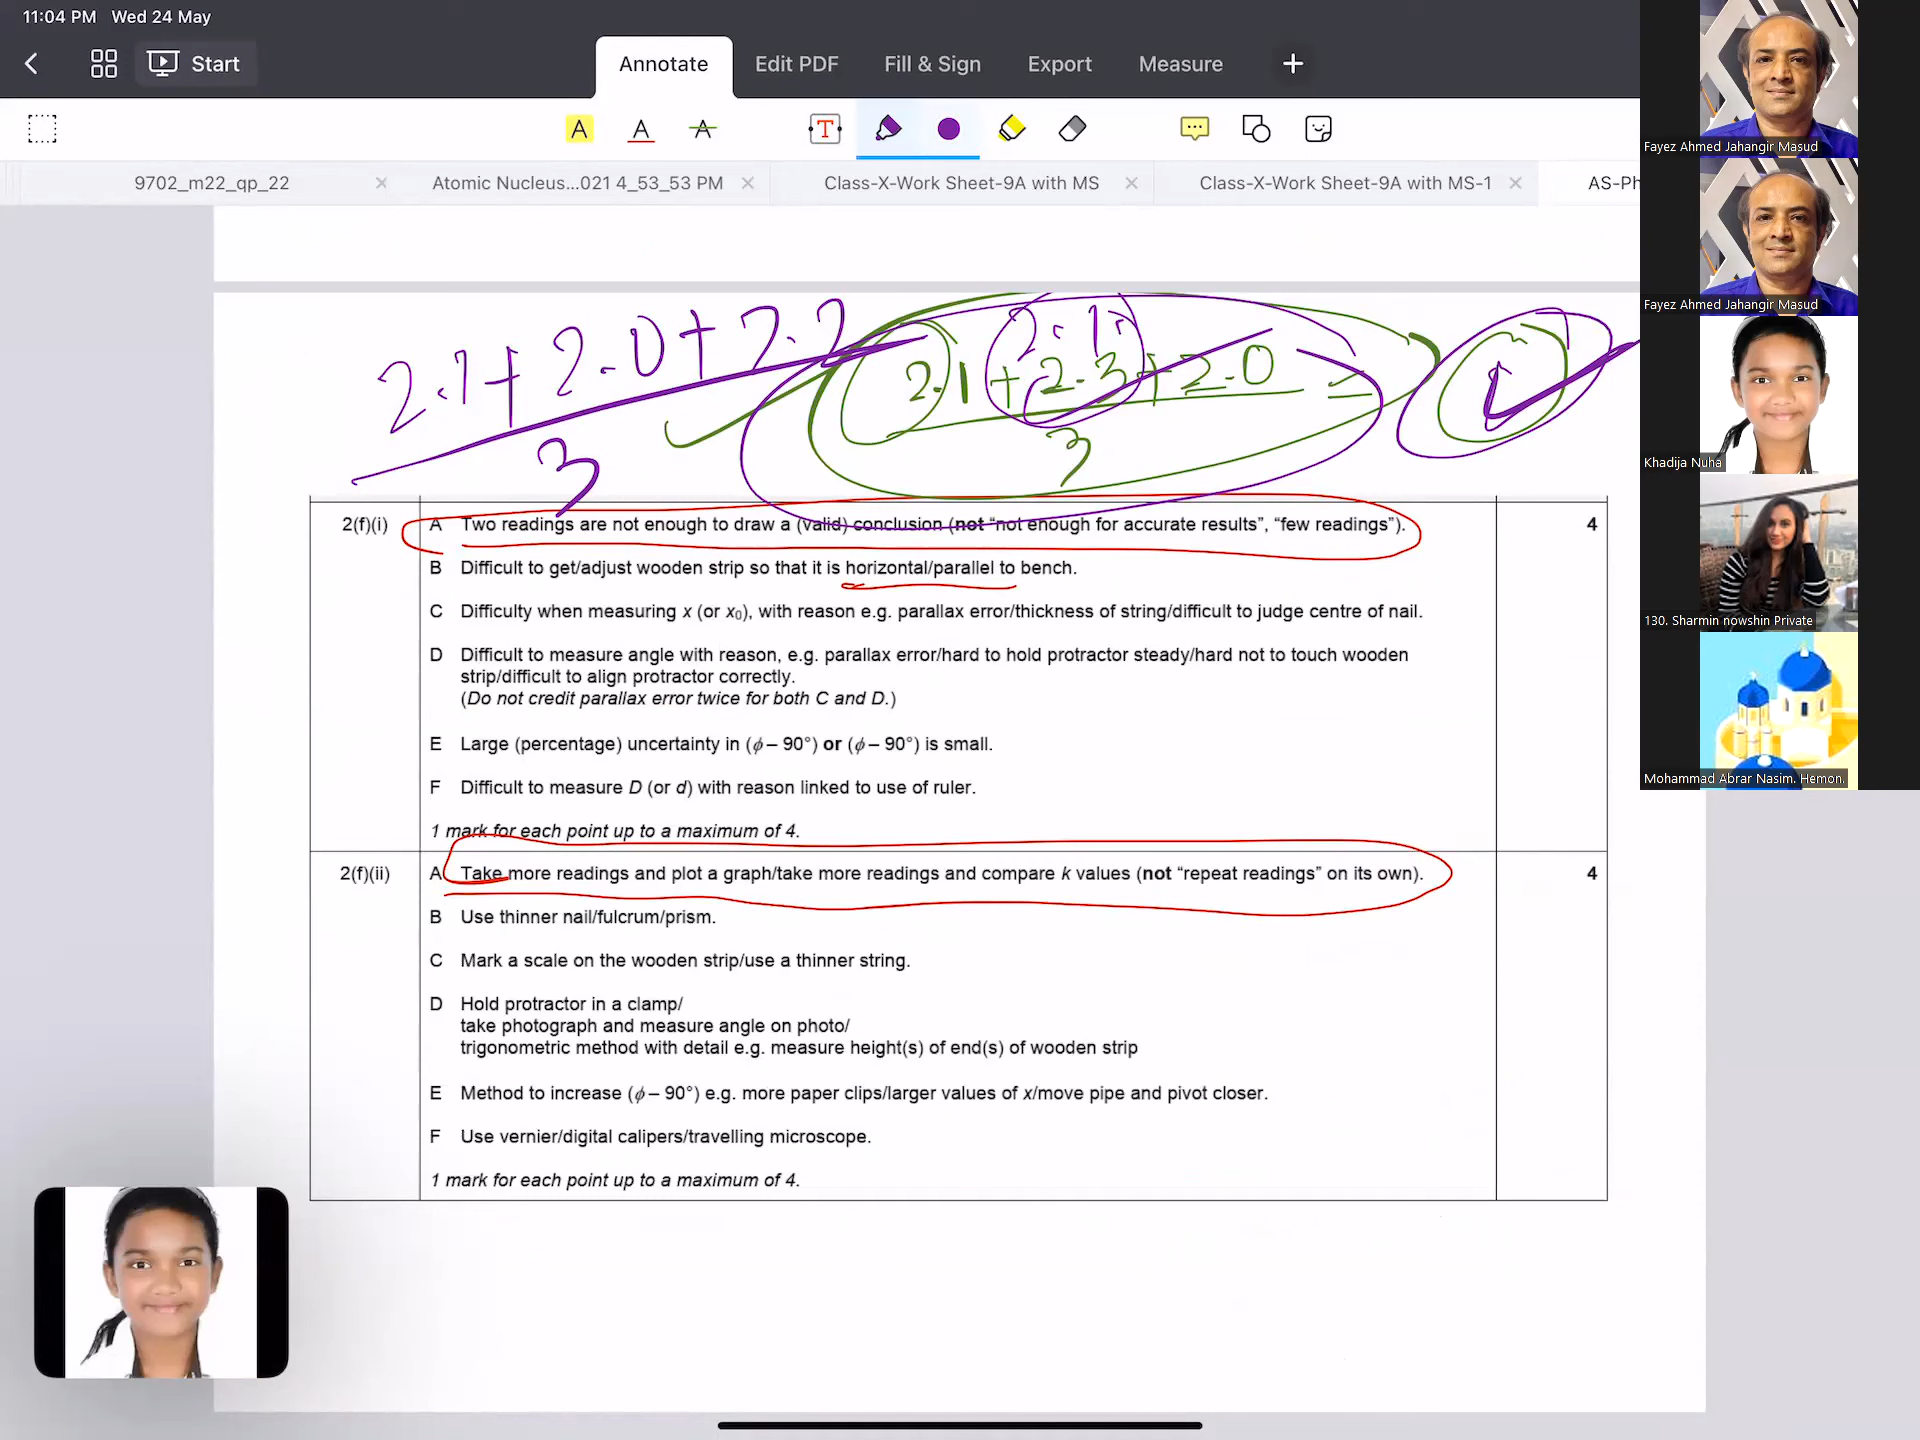 11:04 PM Wed 24 May
Start
Annotate
Edit PDF
Fill & Sign
Export
Measure
A A A T
9702_m22_qp_22
Atomic Nucleus...021 4_53_53 PM
Class-X-Work Sheet-9A with MS
Class-X-Work Sheet-9A with MS-1
AS-Ph
Fayez Ahmed Jahangir Masud
Fayez Ahmed Jahangir Masud
Khadija Nuha
130. Sharmin nowshin Private
Mohammad Abrar Nasim. Hemon.
2.1+2.0+2.2
3
2.1
2.1+2.3+2.0 =
3
2(f)(i) A Two readings are not enough to draw a (valid) conclusion (not “not enough for accurate results”, “few readings”). 4
B Difficult to get/adjust wooden strip so that it is horizontal/parallel to bench.
C Difficulty when measuring x (or x₀), with reason e.g. parallax error/thickness of string/difficult to judge centre of nail.
D Difficult to measure angle with reason, e.g. parallax error/hard to hold protractor steady/hard not to touch wooden
strip/difficult to align protractor correctly.
(Do not credit parallax error twice for both C and D.)
E Large (percentage) uncertainty in (ϕ – 90°) or (ϕ – 90°) is small.
F Difficult to measure D (or d) with reason linked to use of ruler.
1 mark for each point up to a maximum of 4.
2(f)(ii) A Take more readings and plot a graph/take more readings and compare k values (not “repeat readings” on its own). 4
B Use thinner nail/fulcrum/prism.
C Mark a scale on the wooden strip/use a thinner string.
D Hold protractor in a clamp/
take photograph and measure angle on photo/
trigonometric method with detail e.g. measure height(s) of end(s) of wooden strip
E Method to increase (ϕ – 90°) e.g. more paper clips/larger values of x/move pipe and pivot closer.
F Use vernier/digital calipers/travelling microscope.
1 mark for each point up to a maximum of 4.